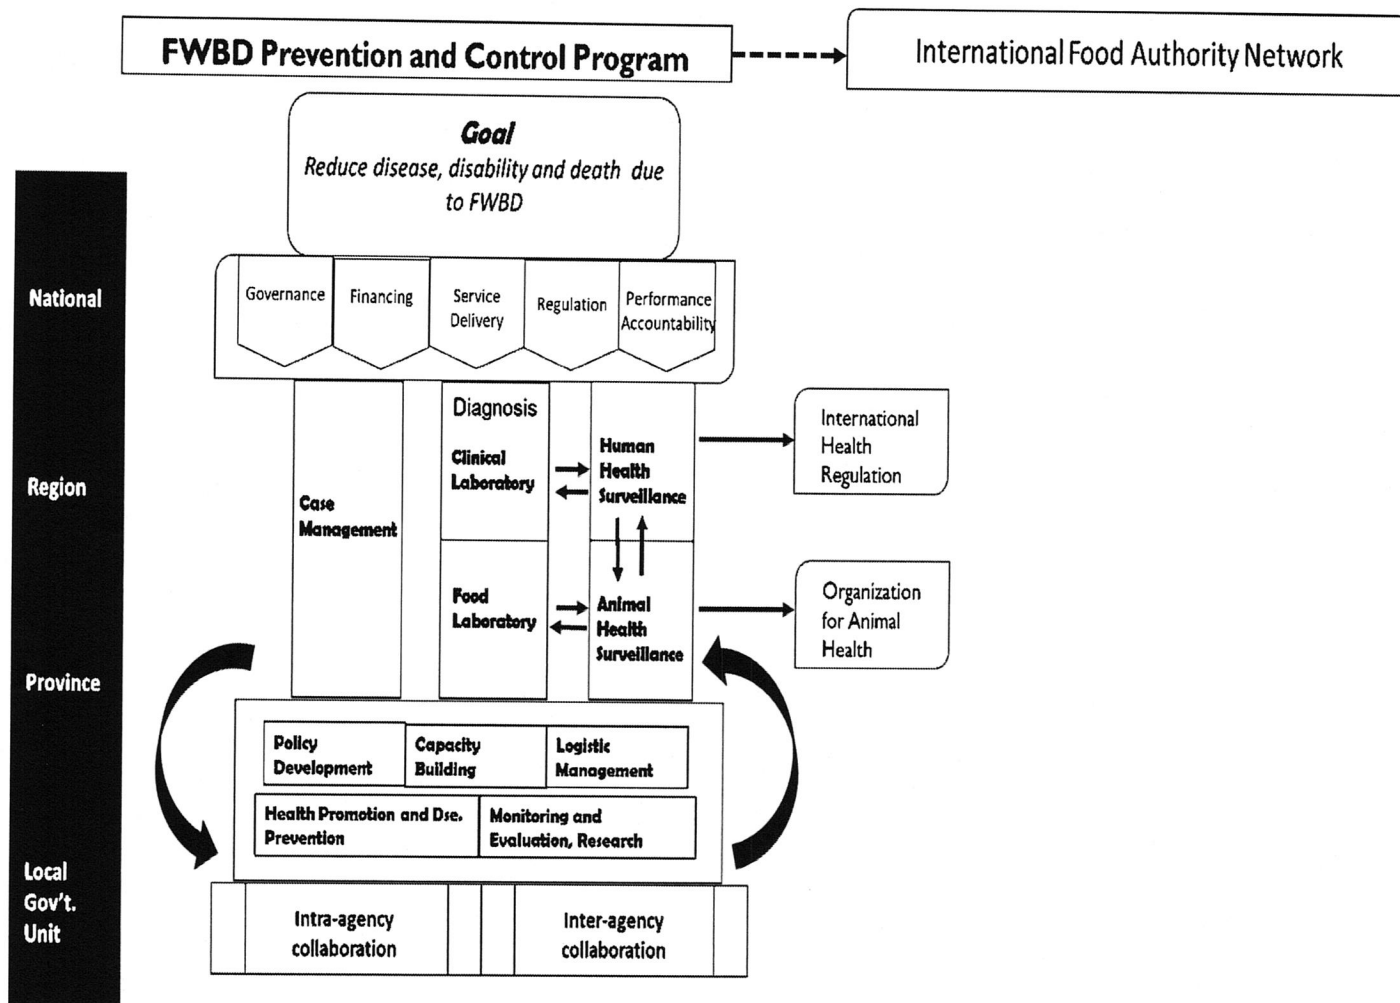 FWBD Prevention and Control Program
International Food Authority Network
Goal
Reduce disease, disability and death due
to FWBD
National
Governance
Financing
Service
Delivery
Regulation
Performance
Accountability
Region
Case
Management
Diagnosis
Clinical
Laboratory
Human
Health
Surveillance
International
Health
Regulation
Food
Laboratory
Animal
Health
Surveillance
Organization
for Animal
Health
Province
Policy
Development
Capacity
Building
Logistic
Management
Health Promotion and Dse.
Prevention
Monitoring and
Evaluation, Research
Local
Gov't.
Unit
Intra-agency
collaboration
Inter-agency
collaboration